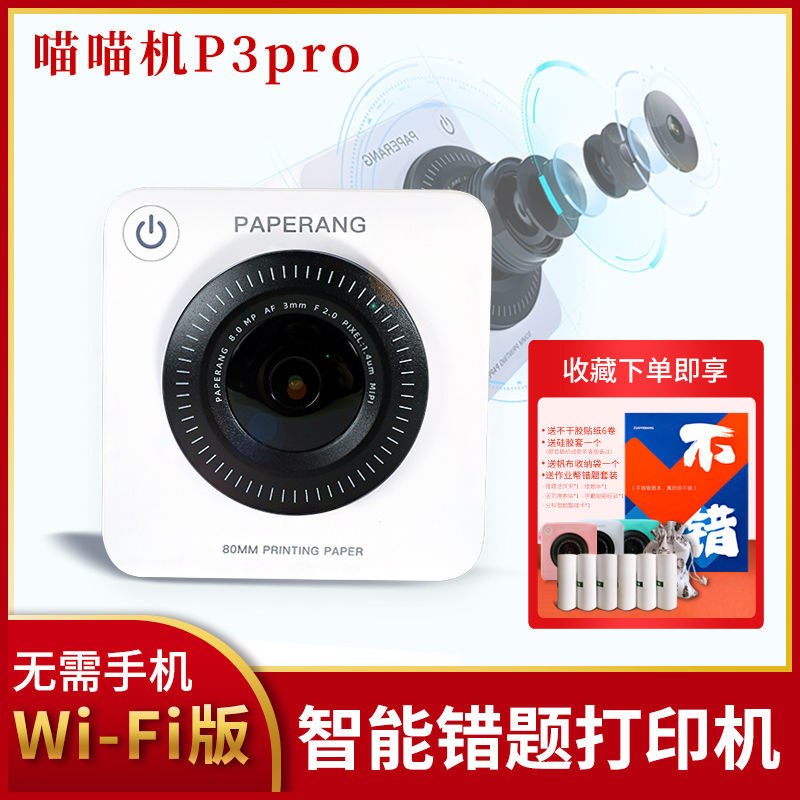 喵喵机P3pro
PAPERANG
PAPERANG
PAPERANG 8.0 MP AF 3mm F 2.0 PIXEL:1.4um MIPI
80MM PRINTING PAPER
收藏下单即享
•送不干胶贴纸6卷
•送硅胶套一个
•送帆布收纳袋一个
•送作业帮错题套装
ZUOYEBANG
不
错
无需手机
Wi-Fi版
智能错题打印机